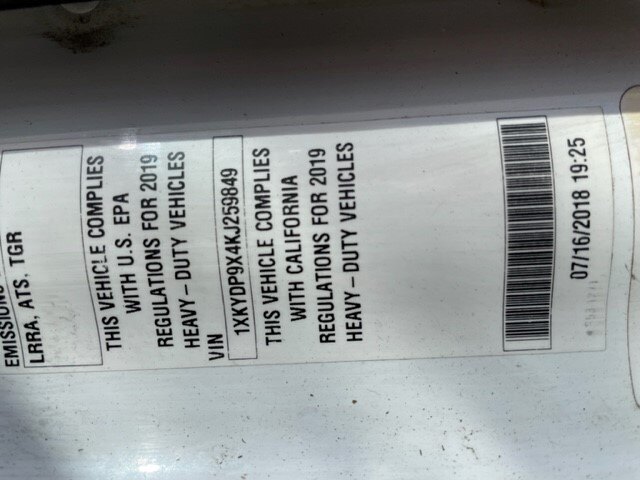 EMISSIONS
LRRA, ATS, TGR
THIS VEHICLE COMPLIES
WITH U.S. EPA
REGULATIONS FOR 2019
HEAVY-DUTY VEHICLES
VIN
1XKYDP9X4KJ259849
THIS VEHICLE COMPLIES
WITH CALIFORNIA
REGULATIONS FOR 2019
HEAVY-DUTY VEHICLES
07/16/2018 19:25